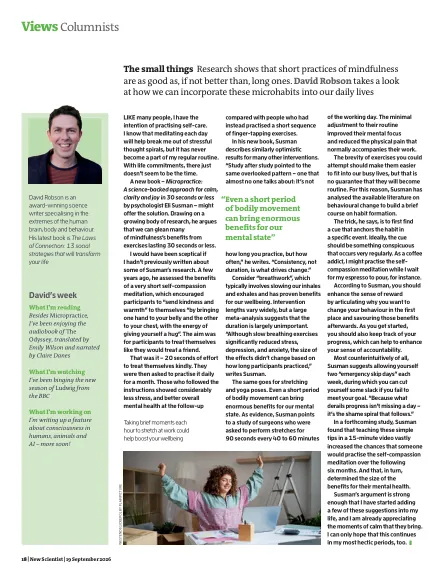 Views Columnists
The small things Research shows that short practices of mindfulness
are as good as, if not better than, long ones. David Robson takes a look
at how we can incorporate these microhabits into our daily lives
David Robson is an
award-winning science
writer specialising in the
extremes of the human
brain, body and behaviour.
His latest book is The Laws
of Connection: 13 social
strategies that will transform
your life
David's week
What I'm reading
Besides Micropractice,
I've been enjoying the
audiobook of The
Odyssey, translated by
Emily Wilson and narrated
by Claire Danes
What I'm watching
I've been bingeing the new
season of Ludwig from
the BBC
What I'm working on
I'm writing up a feature
about consciousness in
humans, animals and
AI – more soon!
LIKE many people, I have the
intention of practising self-care.
I know that meditating each day
will help break me out of stressful
thought spirals, but it has never
become a part of my regular routine.
With life commitments, there just
doesn't seem to be the time.
A new book – Micropractice:
A science-backed approach for calm,
clarity and joy in 30 seconds or less
by psychologist Eli Susman – might
offer the solution. Drawing on a
growing body of research, he argues
that we can glean many
of mindfulness's benefits from
exercises lasting 30 seconds or less.
I would have been sceptical if
I hadn't previously written about
some of Susman's research. A few
years ago, he assessed the benefits
of a very short self-compassion
meditation, which encouraged
participants to "send kindness and
warmth" to themselves "by bringing
one hand to your belly and the other
to your chest, with the energy of
giving yourself a hug". The aim was
for participants to treat themselves
like they would treat a friend.
That was it – 20 seconds of effort
to treat themselves kindly. They
were then asked to practise it daily
for a month. Those who followed the
instructions showed considerably
less stress, and better overall
mental health at the follow-up
Taking brief moments each
hour to stretch at work could
help boost your wellbeing
compared with people who had
instead practised a short sequence
of finger-tapping exercises.
In his new book, Susman
describes similarly optimistic
results for many other interventions.
"Study after study pointed to the
same overlooked pattern – one that
almost no one talks about: It's not
"Even a short period
of bodily movement
can bring enormous
benefits for our
mental state"
how long you practice, but how
often," he writes. "Consistency, not
duration, is what drives change."
Consider "breathwork", which
typically involves slowing our inhales
and exhales and has proven benefits
for our wellbeing. Intervention
lengths vary widely, but a large
meta-analysis suggests that the
duration is largely unimportant.
"Although slow breathing exercises
significantly reduced stress,
depression, and anxiety, the size of
the effects didn't change based on
how long participants practiced,"
writes Susman.
The same goes for stretching
and yoga poses. Even a short period
of bodily movement can bring
enormous benefits for our mental
state. As evidence, Susman points
to a study of surgeons who were
asked to perform stretches for
90 seconds every 40 to 60 minutes
of the working day. The minimal
adjustment to their routine
improved their mental focus
and reduced the physical pain that
normally accompanies their work.
The brevity of exercises you could
attempt should make them easier
to fit into our busy lives, but that is
no guarantee that they will become
routine. For this reason, Susman has
analysed the available literature on
behavioural change to build a brief
course on habit formation.
The trick, he says, is to first find
a cue that anchors the habit in
a specific event. Ideally, the cue
should be something conspicuous
that occurs very regularly. As a coffee
addict, I might practise the self-
compassion meditation while I wait
for my espresso to pour, for instance.
According to Susman, you should
enhance the sense of reward
by articulating why you want to
change your behaviour in the first
place and savouring those benefits
afterwards. As you get started,
you should also keep track of your
progress, which can help to enhance
your sense of accountability.
Most counterintuitively of all,
Susman suggests allowing yourself
two "emergency skip days" each
week, during which you can cut
yourself some slack if you fail to
meet your goal. "Because what
derails progress isn't missing a day –
it's the shame spiral that follows."
In a forthcoming study, Susman
found that teaching these simple
tips in a 15-minute video vastly
increased the chances that someone
would practise the self-compassion
meditation over the following
six months. And that, in turn,
determined the size of the
benefits for their mental health.
Susman's argument is strong
enough that I have started adding
a few of these suggestions into my
life, and I am already appreciating
the moments of calm that they bring.
I can only hope that this continues
in my most hectic periods, too.
18 | New Scientist | 19 September 2026